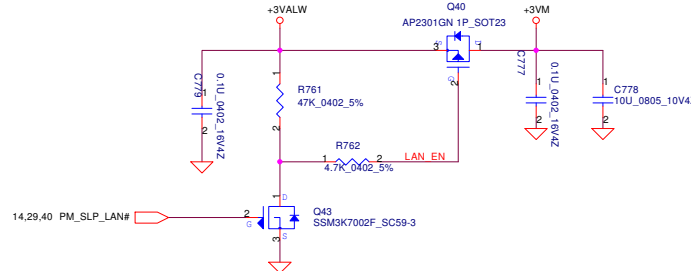 Q40
AP2301GN 1P_SOT23
+3VALW
+3VM
S
D
G
3
1
2
C779
0.1U_0402_16V4Z
1
2
R761
47K_0402_5%
1
2
C777
0.1U_0402_16V4Z
1
2
C778
10U_0805_10V4
1
2
R762
4.7K_0402_5%
1
2
LAN_EN
14,29,40 PM_SLP_LAN#
2
G
1
D
3
S
Q43
SSM3K7002F_SC59-3